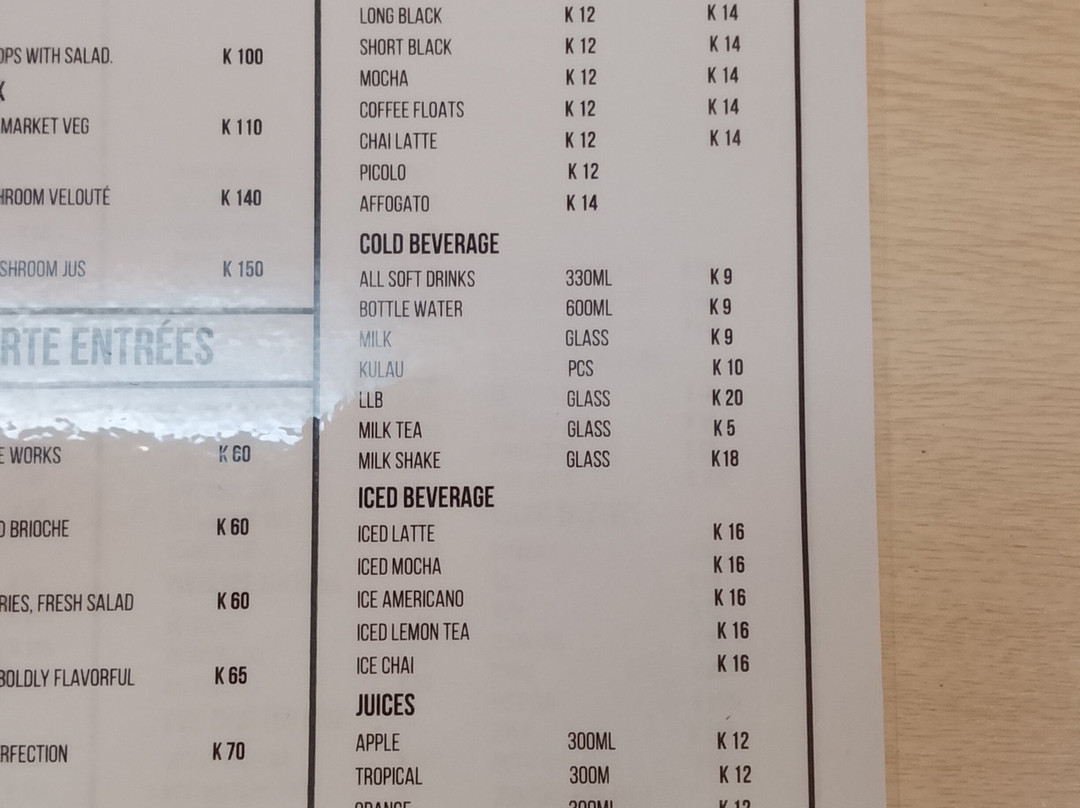 OPS WITH SALAD. K 100
K
MARKET VEG K 110
HROOM VELOUTÉ K 140
SHROOM JUS K 150
RTE ENTRÉES
E WORKS K 60
D BRIOCHE K 60
RIES, FRESH SALAD K 60
BOLDLY FLAVORFUL K 65
RFECTION K 70
LONG BLACK K 12 K 14
SHORT BLACK K 12 K 14
MOCHA K 12 K 14
COFFEE FLOATS K 12 K 14
CHAI LATTE K 12 K 14
PICOLO K 12
AFFOGATO K 14
COLD BEVERAGE
ALL SOFT DRINKS 330ML K 9
BOTTLE WATER 600ML K 9
MILK GLASS K 9
KULAU PCS K 10
LLB GLASS K 20
MILK TEA GLASS K 5
MILK SHAKE GLASS K18
ICED BEVERAGE
ICED LATTE K 16
ICED MOCHA K 16
ICE AMERICANO K 16
ICED LEMON TEA K 16
ICE CHAI K 16
JUICES
APPLE 300ML K 12
TROPICAL 300M K 12
ORANGE 300ML K 12